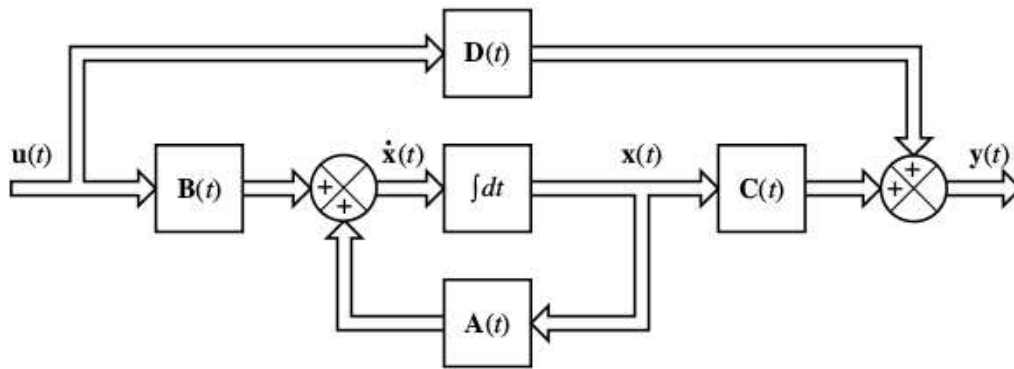 D(t)
u(t)
B(t)
+
+
ẋ(t)
∫dt
x(t)
C(t)
+
+
y(t)
A(t)